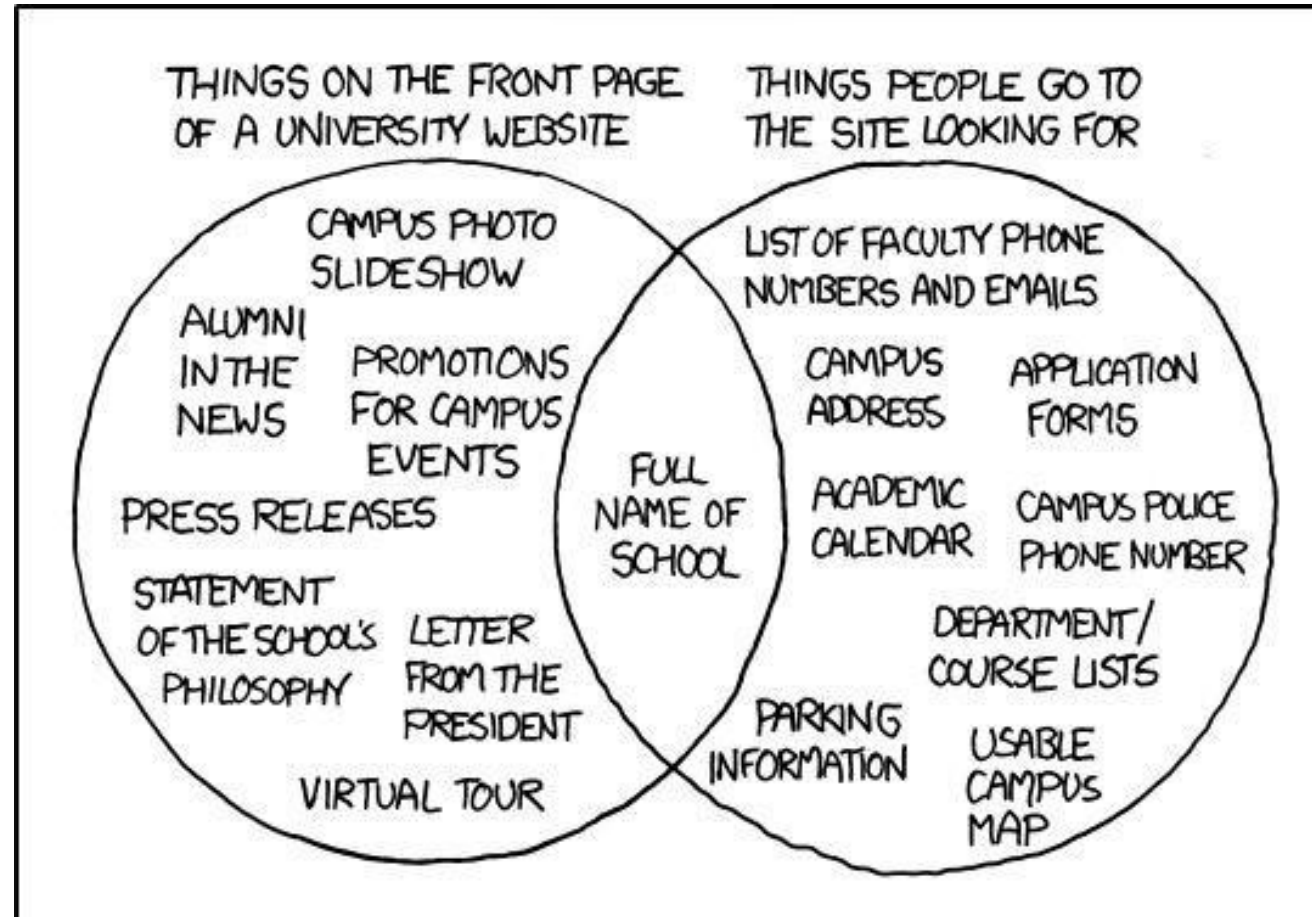 THINGS ON THE FRONT PAGE
OF A UNIVERSITY WEBSITE
THINGS PEOPLE GO TO
THE SITE LOOKING FOR
CAMPUS PHOTO
SLIDESHOW
ALUMNI
IN THE
NEWS
PROMOTIONS
FOR CAMPUS
EVENTS
PRESS RELEASES
STATEMENT
OF THE SCHOOL'S
PHILOSOPHY
LETTER
FROM THE
PRESIDENT
VIRTUAL TOUR
FULL
NAME OF
SCHOOL
LIST OF FACULTY PHONE
NUMBERS AND EMAILS
CAMPUS
ADDRESS
APPLICATION
FORMS
ACADEMIC
CALENDAR
CAMPUS POLICE
PHONE NUMBER
DEPARTMENT/
COURSE LISTS
PARKING
INFORMATION
USABLE
CAMPUS
MAP